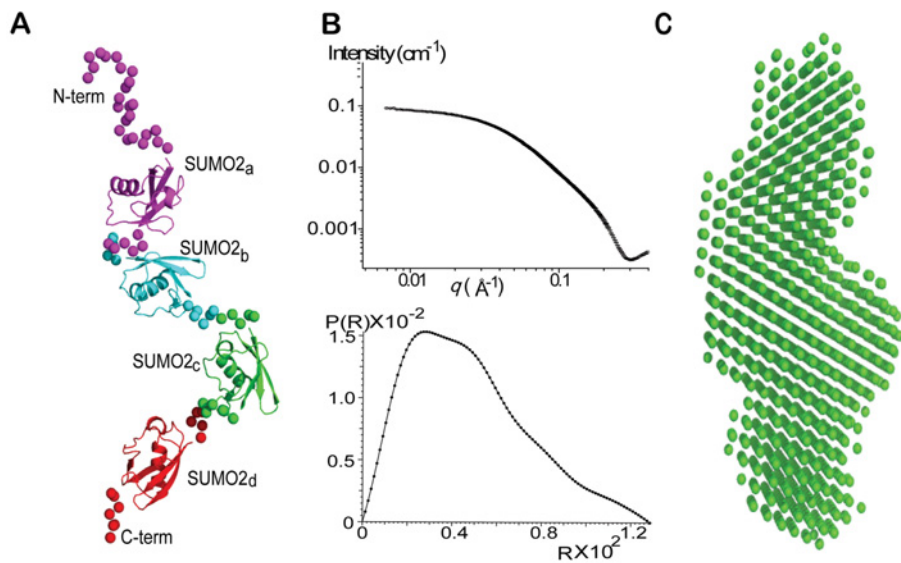 A
N-term
SUMO2a
SUMO2b
SUMO2c
SUMO2d
C-term
B
Intensity (cm⁻¹)
0.1
0.01
0.001
0.01
0.1
q (Å⁻¹)
P(R)X10⁻²
1.5
1.0
0.5
0
0
0.4
0.8
1.2
RX10²
C